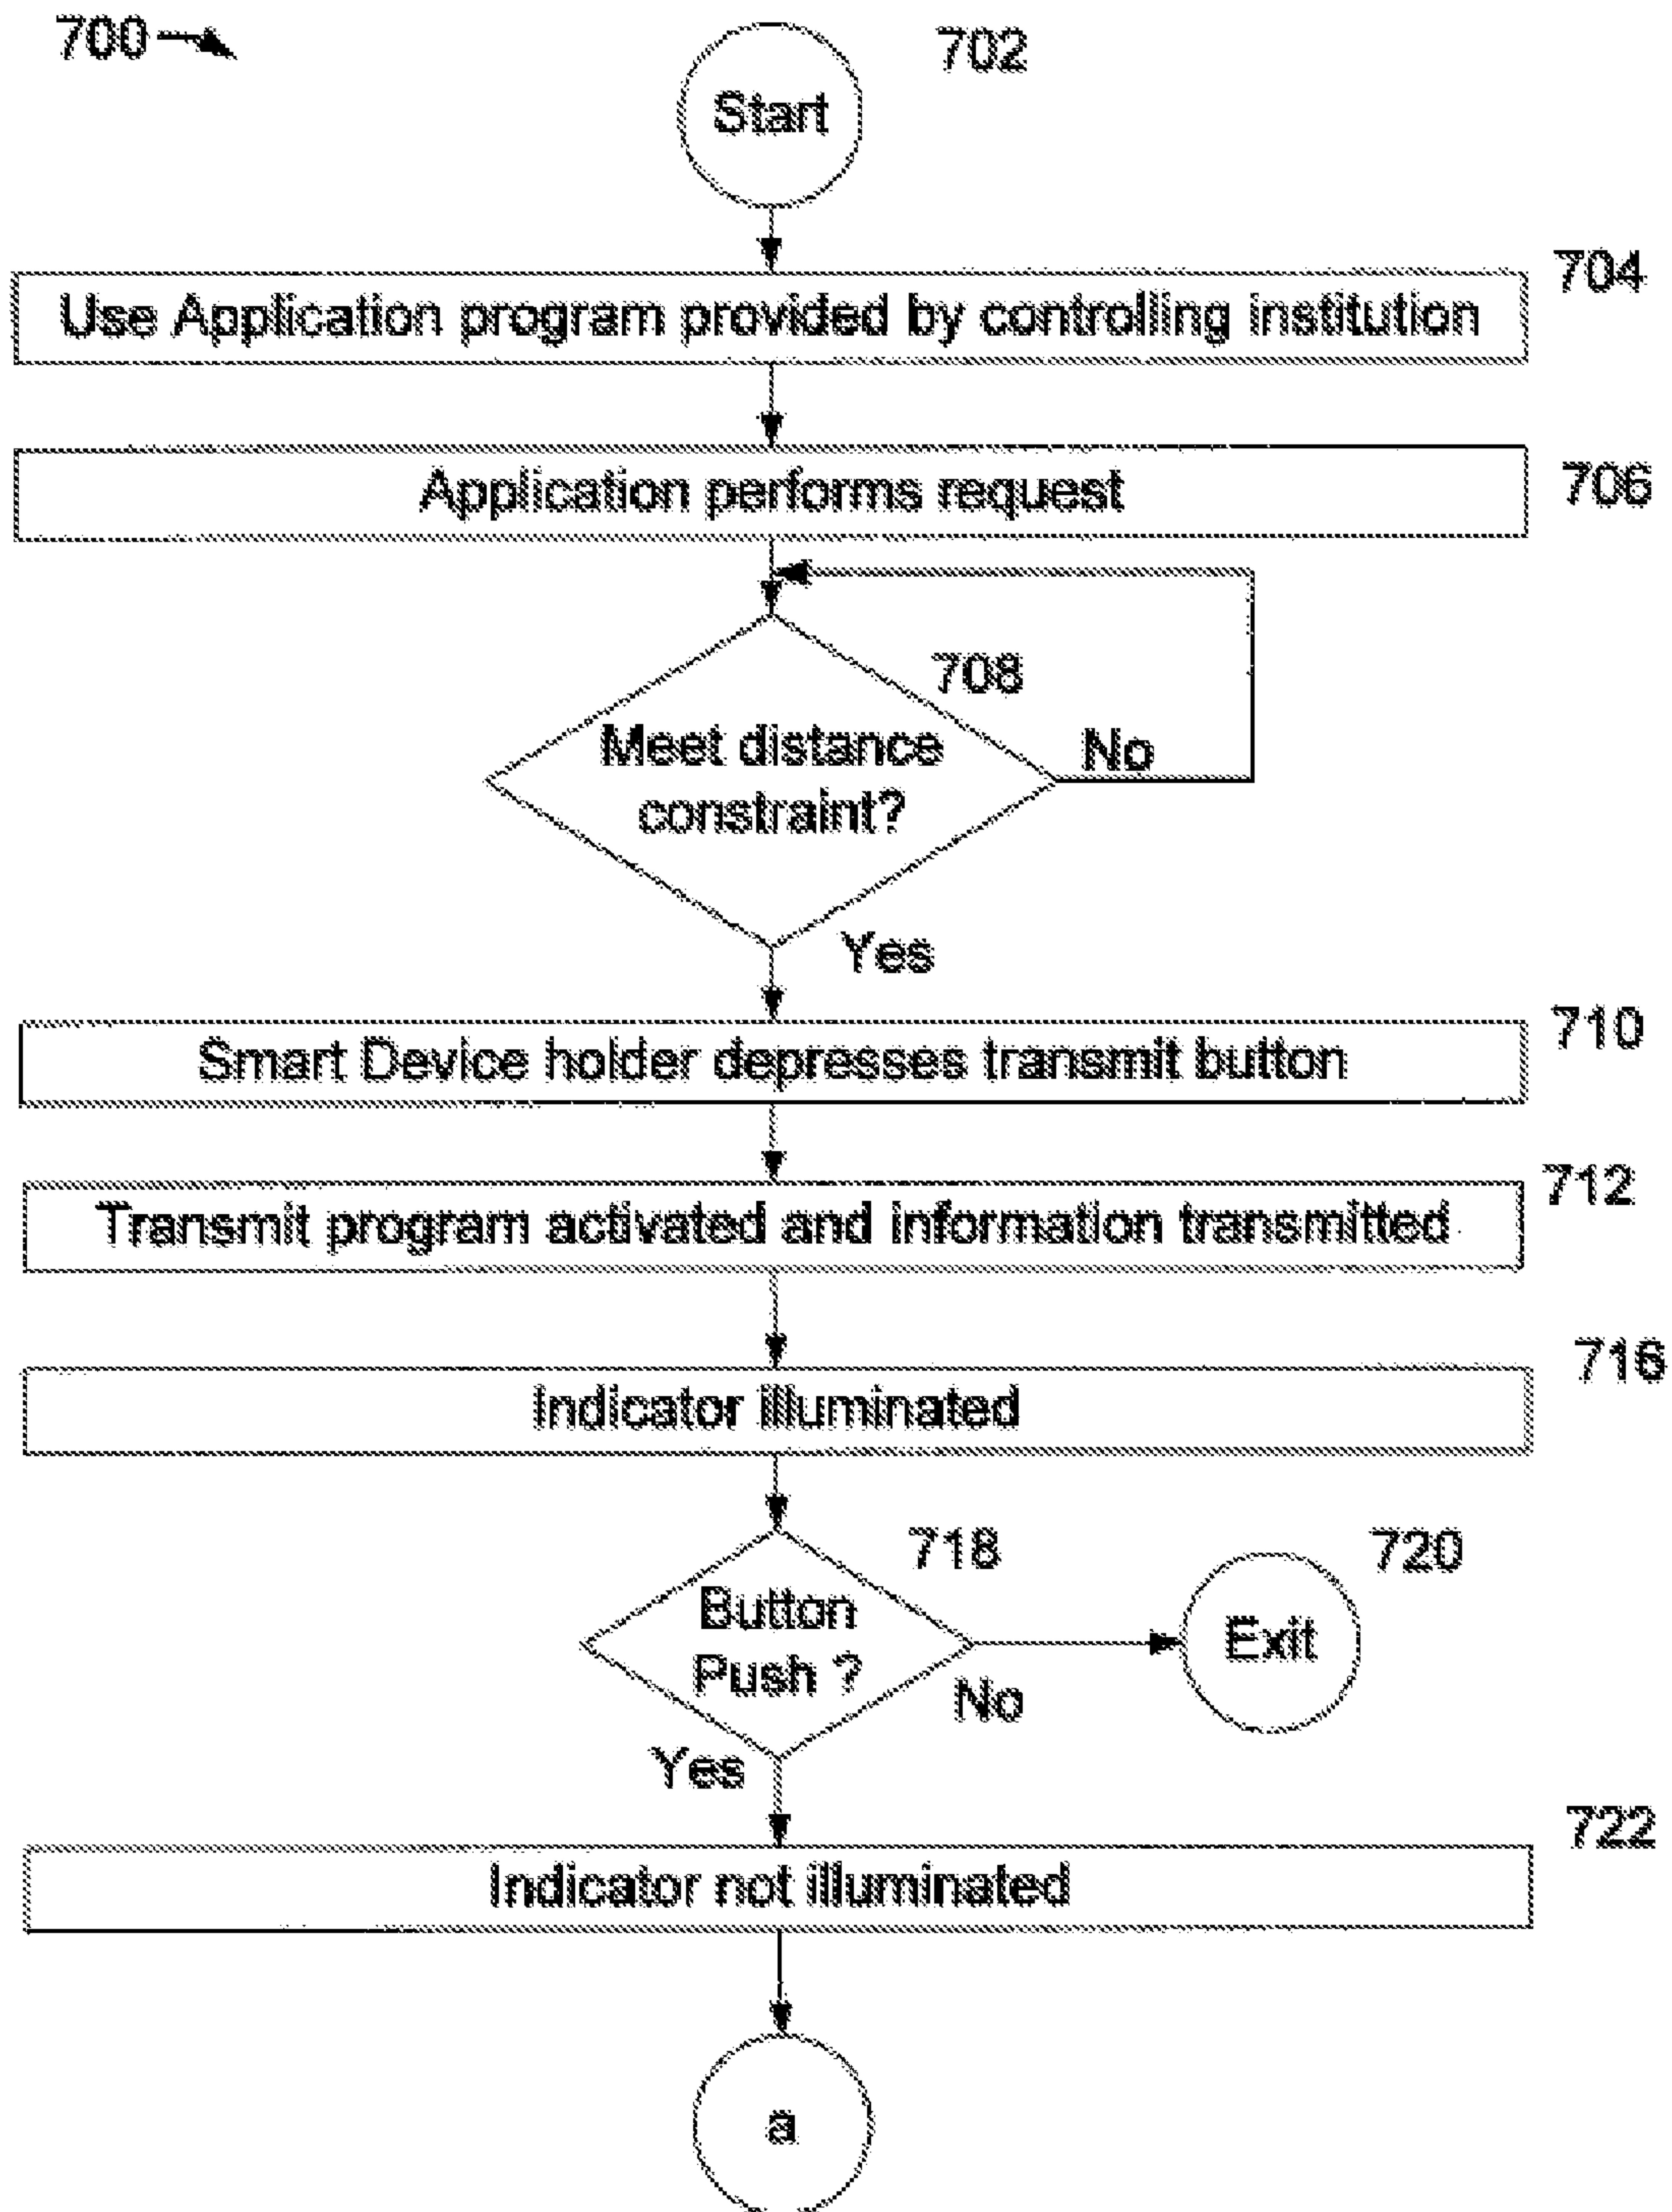 700
702
Start
704
Use Application program provided by controlling institution
706
Application performs request
708
Meet distance
constraint?
No
Yes
710
Smart Device holder depresses transmit button
712
Transmit program activated and information transmitted
716
Indicator illuminated
718
720
Button
Push ?
Exit
No
Yes
722
Indicator not illuminated
a